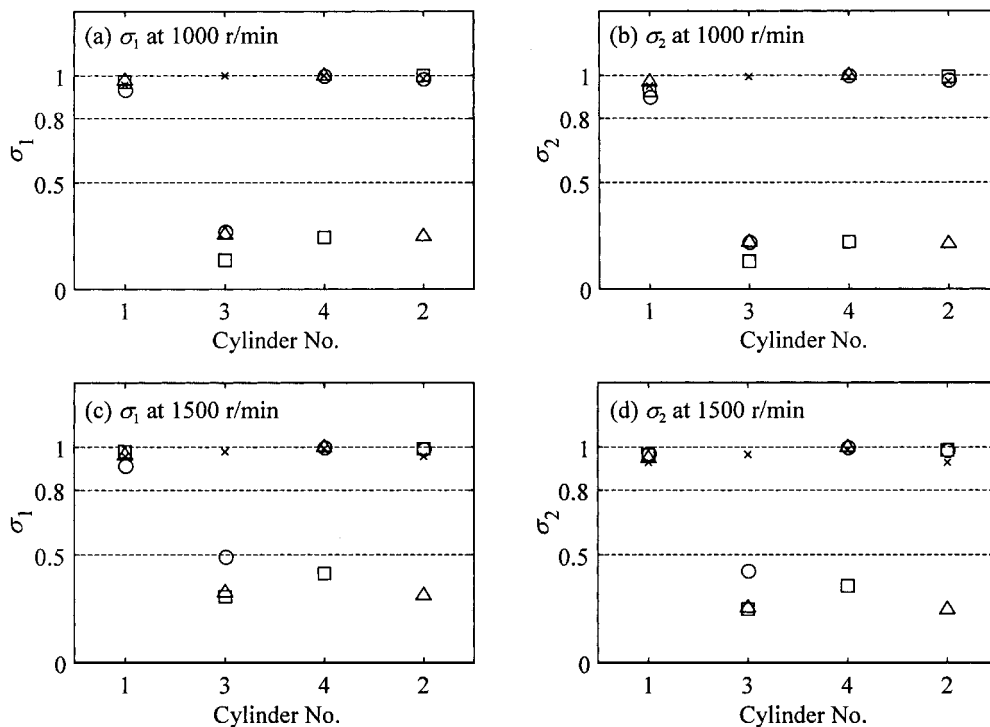 (a) σ₁ at 1000 r/min
1
0.8
0.5
0
σ₁
1 3 4 2
Cylinder No.
(b) σ₂ at 1000 r/min
1
0.8
0.5
0
σ₂
1 3 4 2
Cylinder No.
(c) σ₁ at 1500 r/min
1
0.8
0.5
0
σ₁
1 3 4 2
Cylinder No.
(d) σ₂ at 1500 r/min
1
0.8
0.5
0
σ₂
1 3 4 2
Cylinder No.